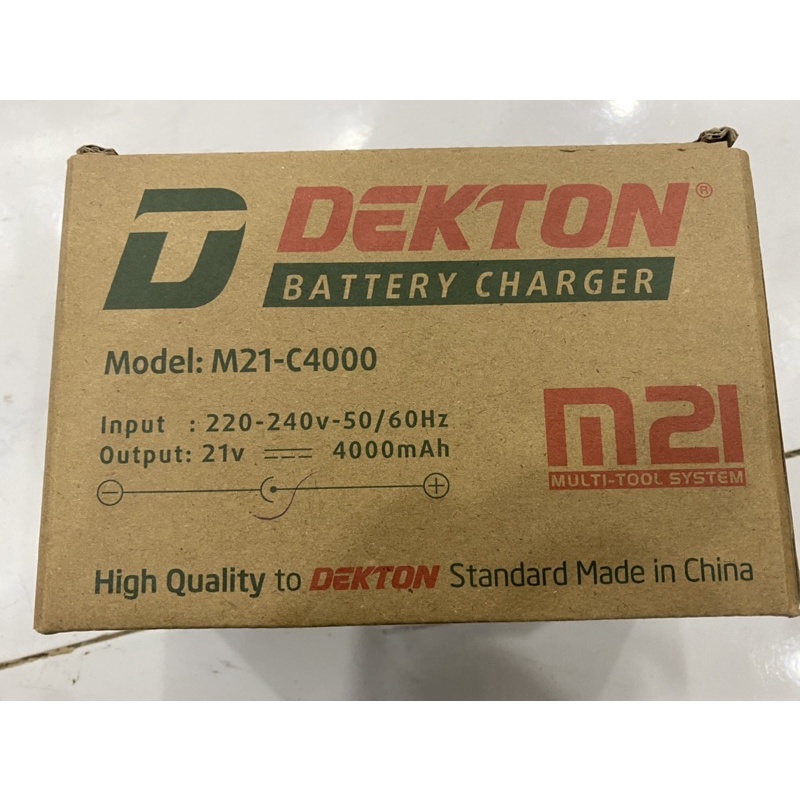 DEKTON®
BATTERY CHARGER
Model: M21-C4000
Input : 220-240v-50/60Hz
Output: 21v ⎓ 4000mAh
m21
MULTI-TOOL SYSTEM
High Quality to DEKTON Standard Made in China